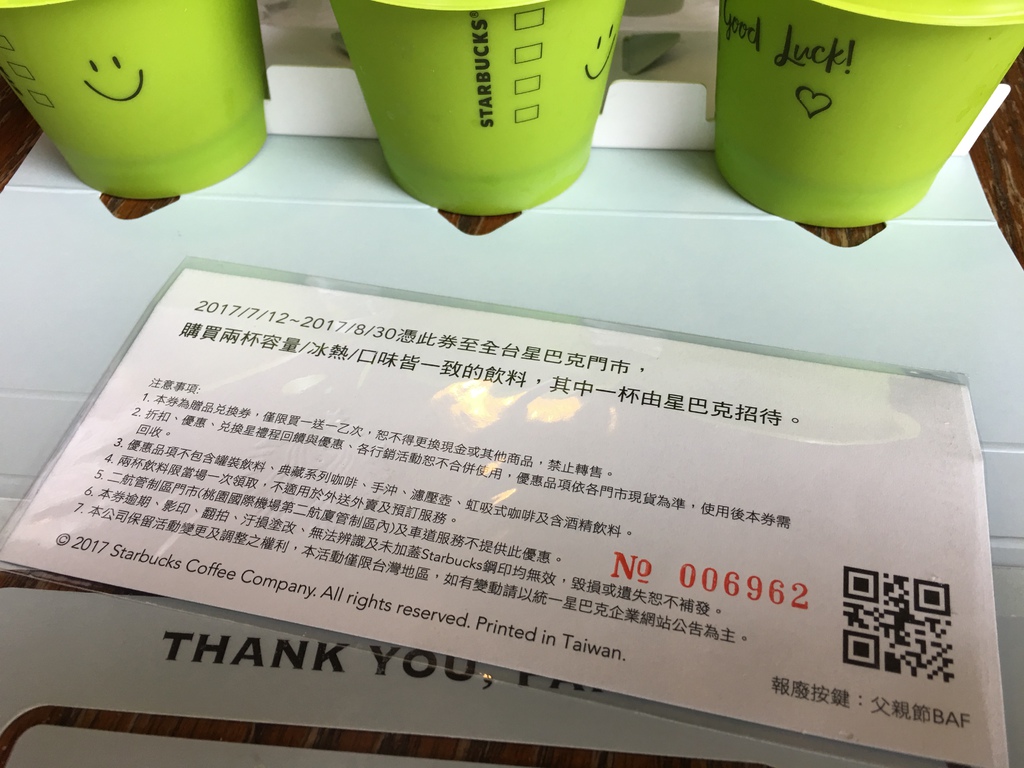 STARBUCKS®
Good Luck!
2017/7/12~2017/8/30憑此券至全台星巴克門市，
購買兩杯容量/冰熱/口味皆一致的飲料，其中一杯由星巴克招待。
注意事項:
1. 本券為贈品兌換券，僅限買一送一乙次，恕不得更換現金或其他商品，禁止轉售。
2. 折扣、優惠、兌換星禮程回饋與優惠、各行銷活動恕不合併使用，優惠品項依各門市現貨為準，使用後本券需
回收。
3. 優惠品項不包含罐裝飲料、典藏系列咖啡、手沖、濾壓壺、虹吸式咖啡及含酒精飲料。
4. 兩杯飲料限當場一次領取，不適用於外送外賣及預訂服務。
5. 二航管制區門市(桃園國際機場第二航廈管制區內)及車道服務不提供此優惠。
6. 本券逾期、影印、翻拍、汙損塗改、無法辨識及未加蓋Starbucks鋼印均無效，毀損或遺失恕不補發。
7. 本公司保留活動變更及調整之權利，本活動僅限台灣地區，如有變動請以統一星巴克企業網站公告為主。
© 2017 Starbucks Coffee Company. All rights reserved. Printed in Taiwan.
№ 006962
報廢按鍵：父親節BAF
THANK YOU,